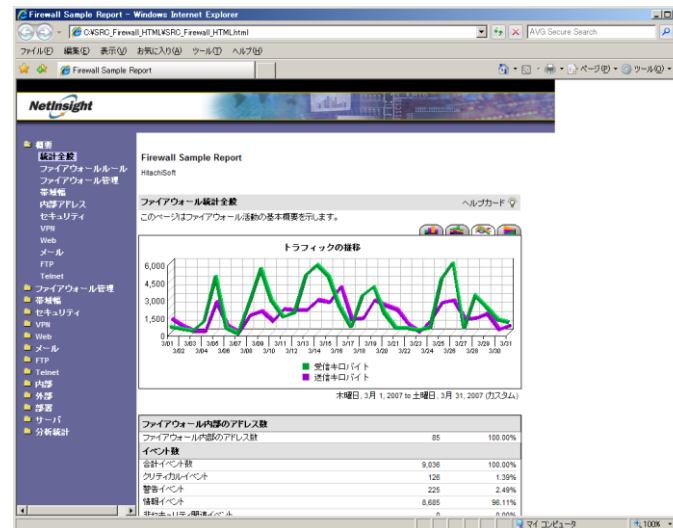 Firewall Sample Report - Windows Internet Explorer
C:¥SRC_Firewall_HTML¥SRC_Firewall_HTML.html
AVG Secure Search
ファイル(F) 編集(E) 表示(V) お気に入り(A) ツール(T) ヘルプ(H)
Firewall Sample Report
ページ(P) ツール(O)
NetInsight
概要
統計全般
ファイアウォールルール
ファイアウォール管理
帯域幅
内部アドレス
セキュリティ
VPN
Web
メール
FTP
Telnet
ファイアウォール管理
帯域幅
セキュリティ
VPN
Web
メール
FTP
Telnet
内部
外部
部署
サーバ
分析統計
Firewall Sample Report
HitachiSoft
ファイアウォール統計全般 ヘルプカード
このページはファイアウォール活動の基本概要を示します。
トラフィックの推移
6,000
4,500
3,000
1,500
0
3/01 3/03 3/05 3/07 3/09 3/11 3/13 3/15 3/17 3/19 3/21 3/23 3/25 3/27 3/29 3/31
3/02 3/04 3/06 3/08 3/10 3/12 3/14 3/16 3/18 3/20 3/22 3/24 3/26 3/28 3/30
受信キロバイト
送信キロバイト
木曜日, 3月 1, 2007 to 土曜日, 3月 31, 2007 (カスタム)
ファイアウォール内部のアドレス数
ファイアウォール内部のアドレス数 85 100.00%
イベント数
合計イベント数 9,036 100.00%
クリティカルイベント 126 1.39%
警告イベント 225 2.49%
情報イベント 8,685 96.11%
非セキュリティ関連イベント 0 0.00%
マイ コンピュータ 100%